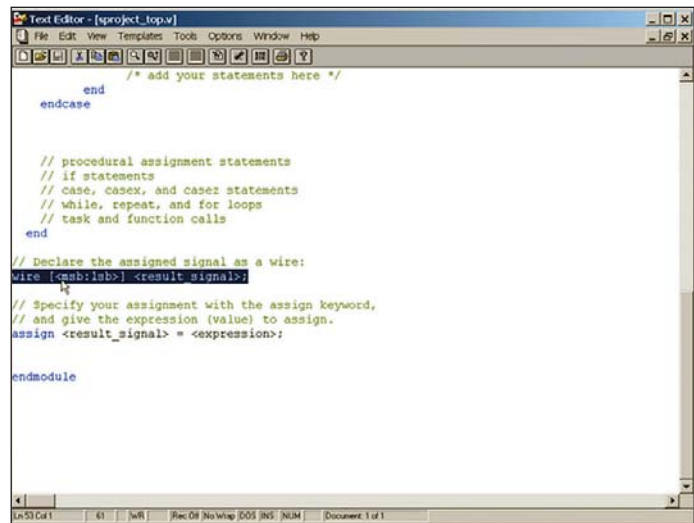 Text Editor - [sproject_top.v]
File Edit View Templates Tools Options Window Help
/* add your statements here */
end
endcase
// procedural assignment statements
// if statements
// case, casex, and casez statements
// while, repeat, and for loops
// task and function calls
end
// Declare the assigned signal as a wire:
wire [<msb:lsb>] <result_signal>;
// Specify your assignment with the assign keyword,
// and give the expression (value) to assign.
assign <result_signal> = <expression>;
endmodule
Ln 53 Col 1 61 WR Rec Off No Wrap DOS INS NUM Document: 1 of 1